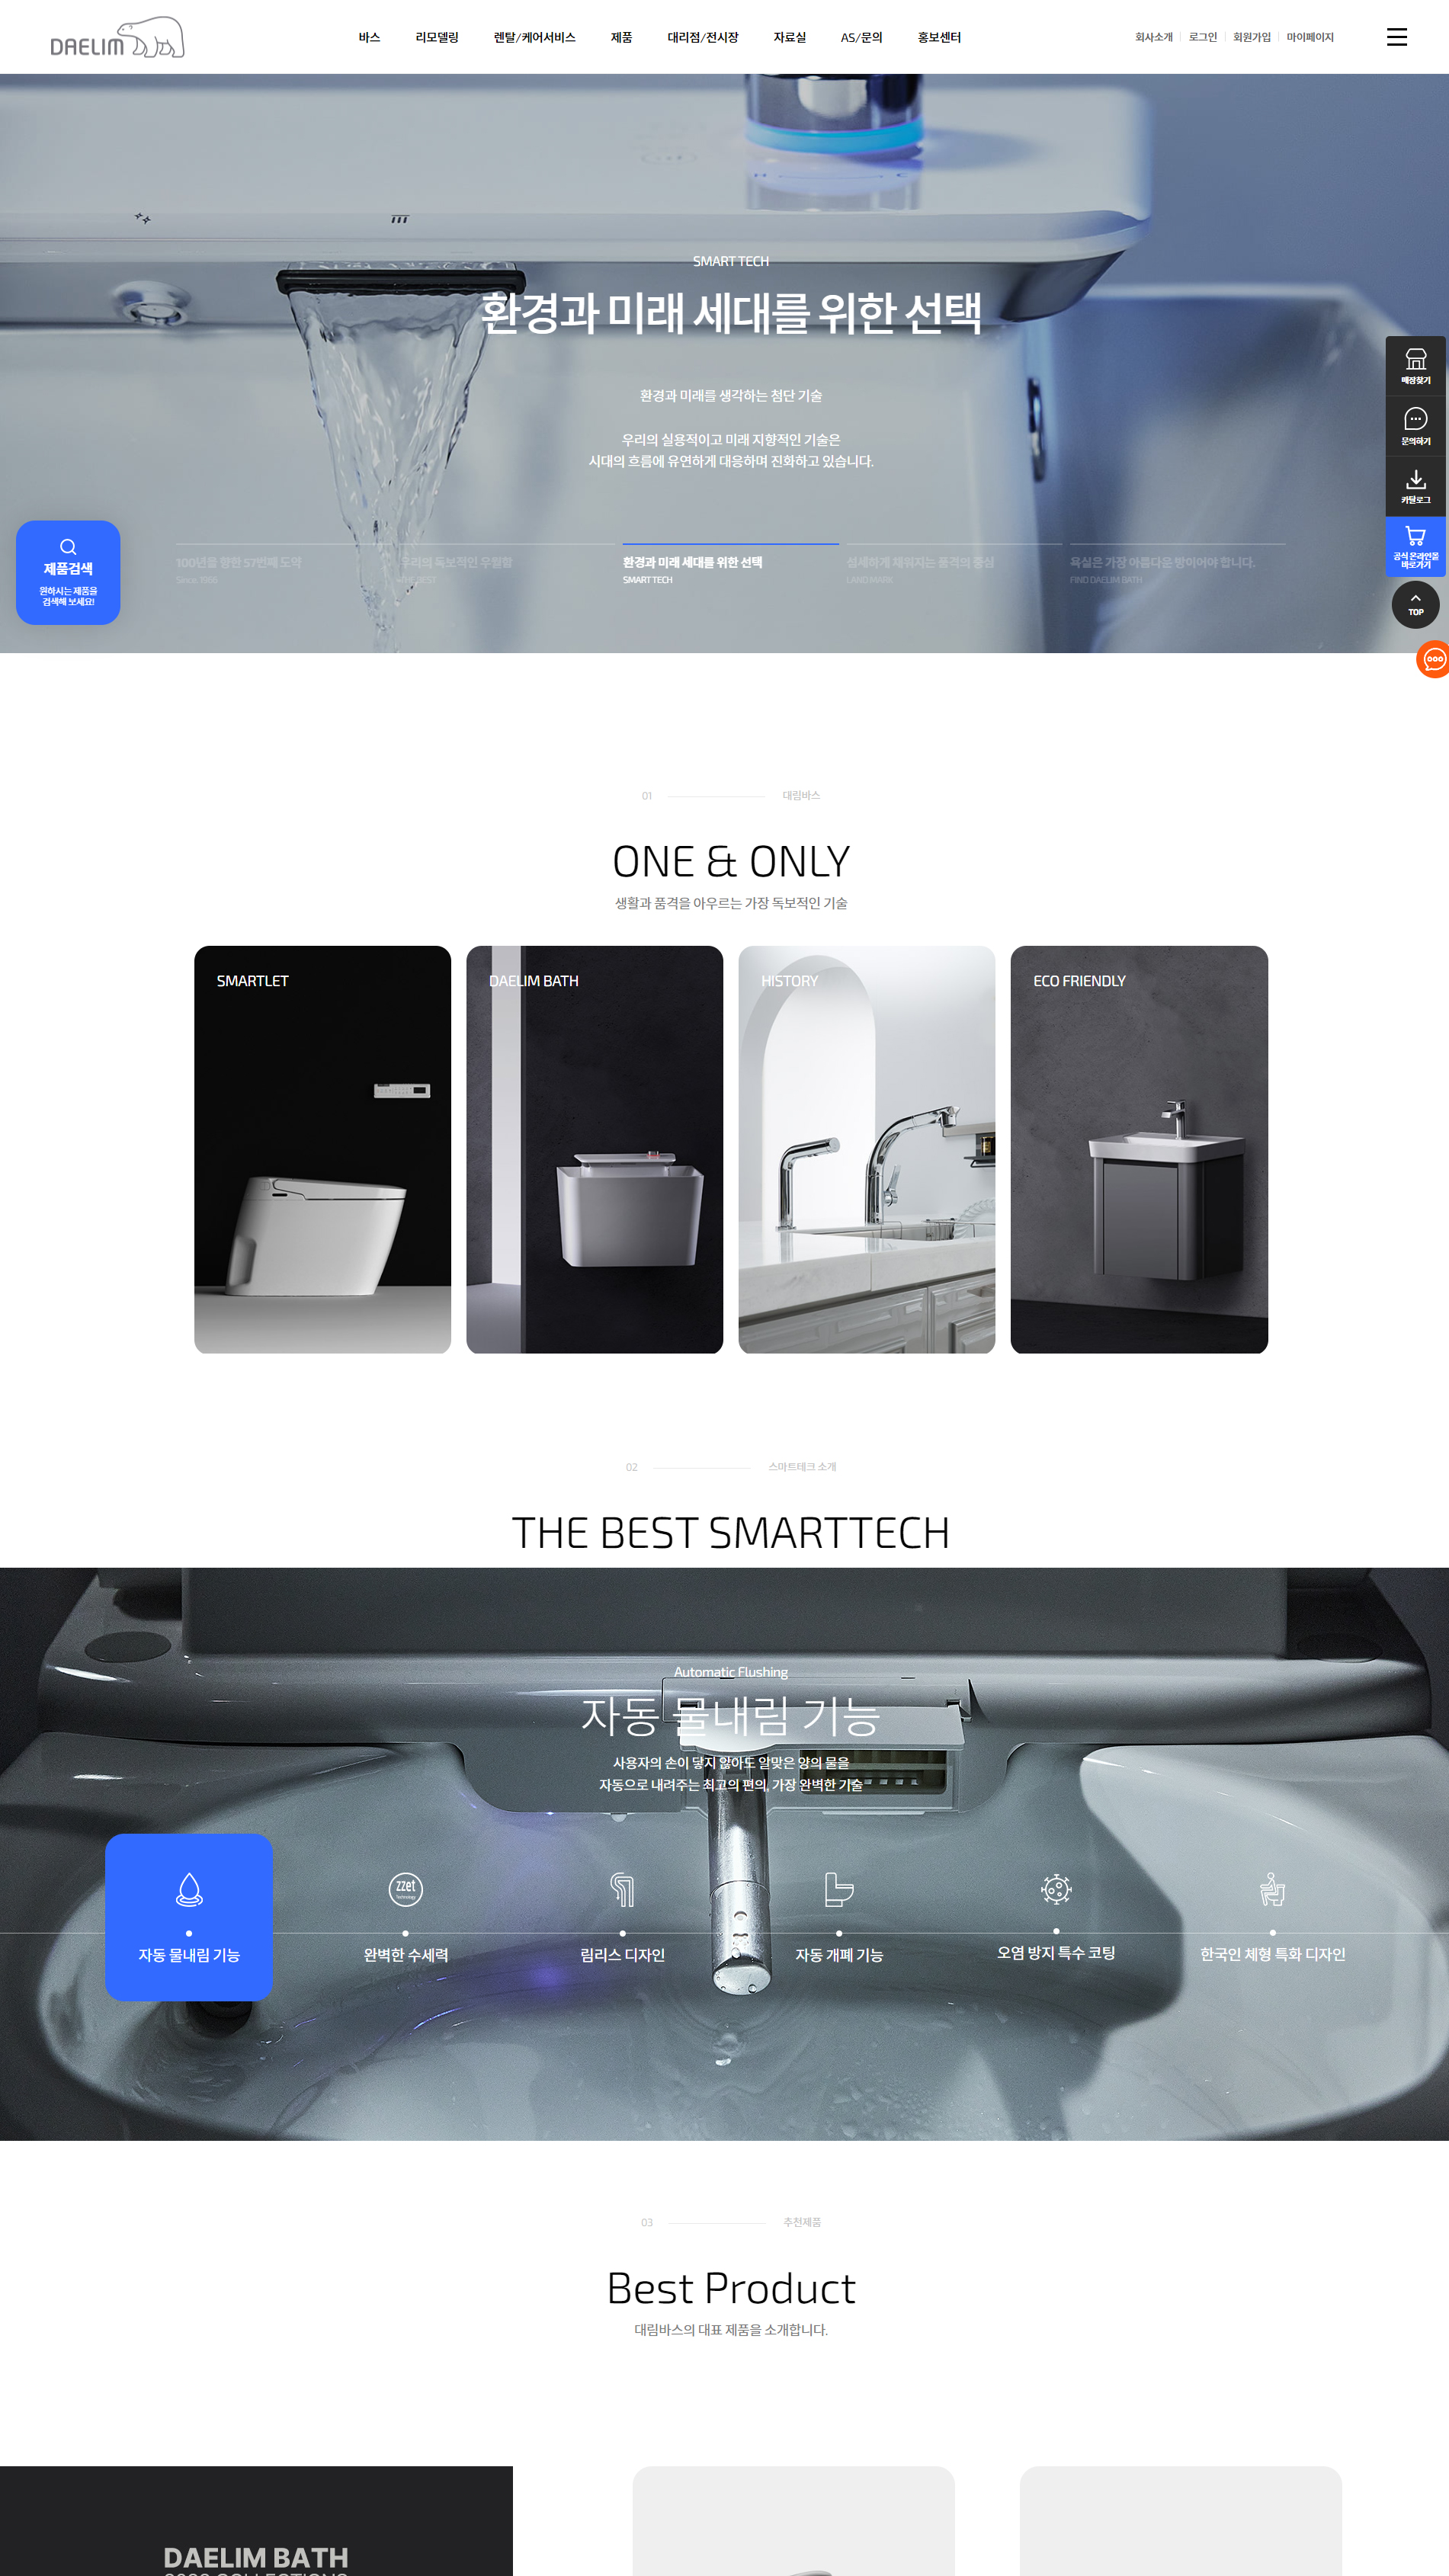 DAELIM
바스
리모델링
렌탈/케어서비스
제품
대리점/전시장
자료실
AS/문의
홍보센터
회사소개
로그인
회원가입
마이페이지
SMART TECH
환경과 미래 세대를 위한 선택
환경과 미래를 생각하는 첨단 기술
우리의 실용적이고 미래 지향적인 기술은
시대의 흐름에 유연하게 대응하며 진화하고 있습니다.
매장찾기
문의하기
카탈로그
공식 온라인몰
바로가기
TOP
제품검색
원하시는 제품을
검색해 보세요!
100년을 향한 57번째 도약
Since. 1966
우리의 독보적인 우월함
THE BEST
환경과 미래 세대를 위한 선택
SMART TECH
섬세하게 채워지는 품격의 중심
LAND MARK
욕실은 가장 아름다운 방이어야 합니다.
FIND DAELIM BATH
01
대림바스
ONE & ONLY
생활과 품격을 아우르는 가장 독보적인 기술
SMARTLET
DAELIM BATH
HISTORY
ECO FRIENDLY
02
스마트테크 소개
THE BEST SMARTTECH
Automatic Flushing
자동 물내림 기능
사용자의 손이 닿지 않아도 알맞은 양의 물을
자동으로 내려주는 최고의 편의, 가장 완벽한 기술
zzet
Technology
자동 물내림 기능
완벽한 수세력
림리스 디자인
자동 개폐 기능
오염 방지 특수 코팅
한국인 체형 특화 디자인
03
추천제품
Best Product
대림바스의 대표 제품을 소개합니다.
DAELIM BATH